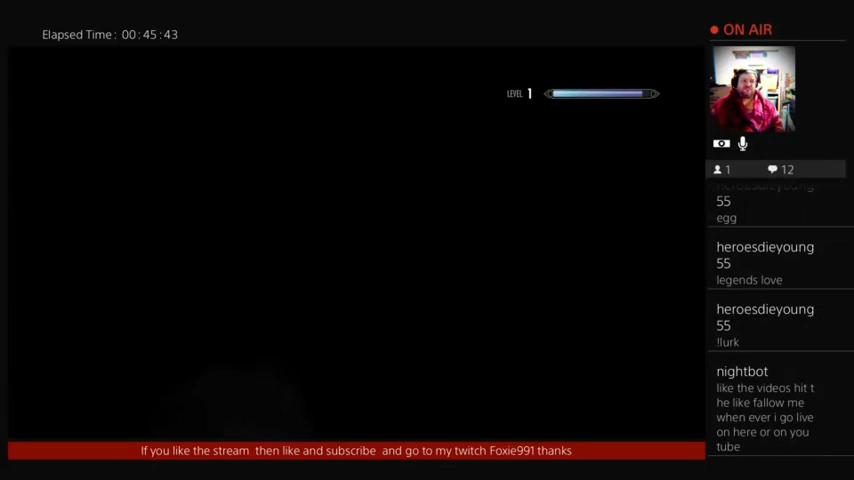 Elapsed Time: 00:45:43
ON AIR
LEVEL 1
1 12
heroesdieyoung
55
egg
heroesdieyoung
55
legends love
heroesdieyoung
55
!lurk
nightbot
like the videos hit t
he like fallow me
when ever i go live
on here or on you
tube
If you like the stream then like and subscribe and go to my twitch Foxie991 thanks